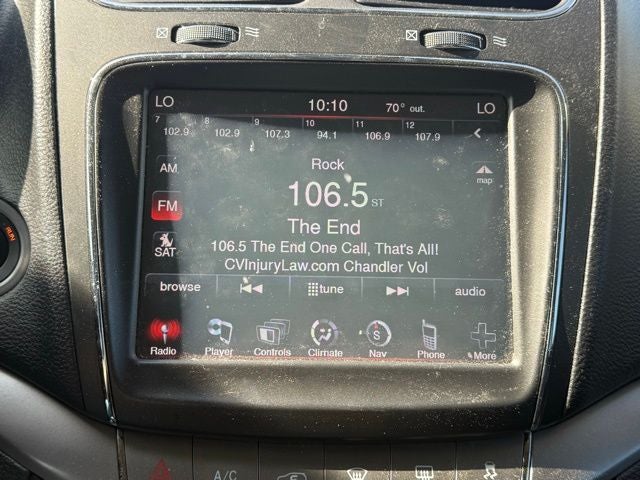 LO 10:10 70° out. LO
7 8 9 10 11 12
102.9 102.9 107.3 94.1 106.9 107.9
Rock
AM
map
106.5 ST
FM
The End
SAT
106.5 The End One Call, That's All!
CVInjuryLaw.com Chandler Vol
browse tune audio
Radio Player Controls Climate Nav Phone More
S
RUN
A/C